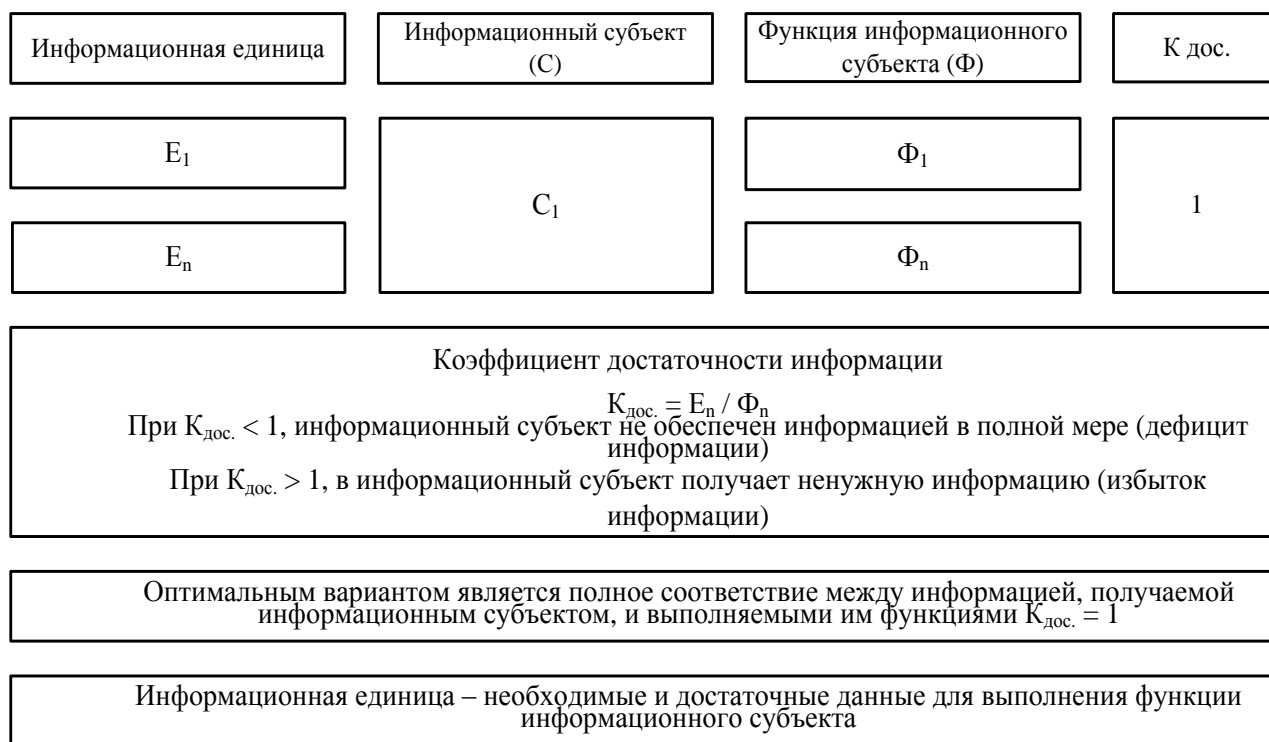 Информационная единица
Информационный субъект
(С)
Функция информационного
субъекта (Ф)
К дос.
Е₁
С₁
Ф₁
1
Еₙ
Фₙ
Коэффициент достаточности информации
Кдос. = Еₙ / Фₙ
При Кдос. < 1, информационный субъект не обеспечен информацией в полной мере (дефицит
информации)
При Кдос. > 1, в информационный субъект получает ненужную информацию (избыток
информации)
Оптимальным вариантом является полное соответствие между информацией, получаемой
информационным субъектом, и выполняемыми им функциями Кдос. = 1
Информационная единица – необходимые и достаточные данные для выполнения функции
информационного субъекта